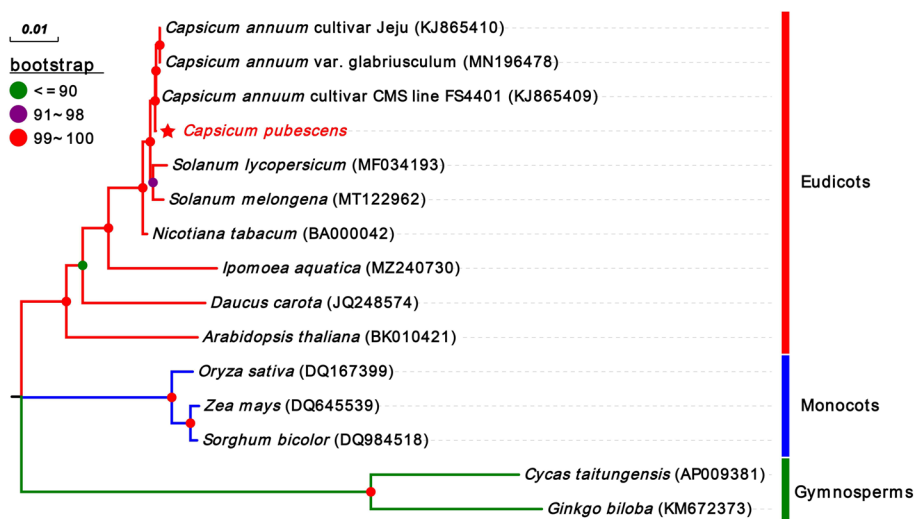 0.01
bootstrap
<=90
91~98
99~100
Capsicum annuum cultivar Jeju (KJ865410)
Capsicum annuum var. glabriusculum (MN196478)
Capsicum annuum cultivar CMS line FS4401 (KJ865409)
Capsicum pubescens
Solanum lycopersicum (MF034193)
Solanum melongena (MT122962)
Nicotiana tabacum (BA000042)
Ipomoea aquatica (MZ240730)
Daucus carota (JQ248574)
Arabidopsis thaliana (BK010421)
Eudicots
Oryza sativa (DQ167399)
Zea mays (DQ645539)
Sorghum bicolor (DQ984518)
Monocots
Cycas taitungensis (AP009381)
Ginkgo biloba (KM672373)
Gymnosperms